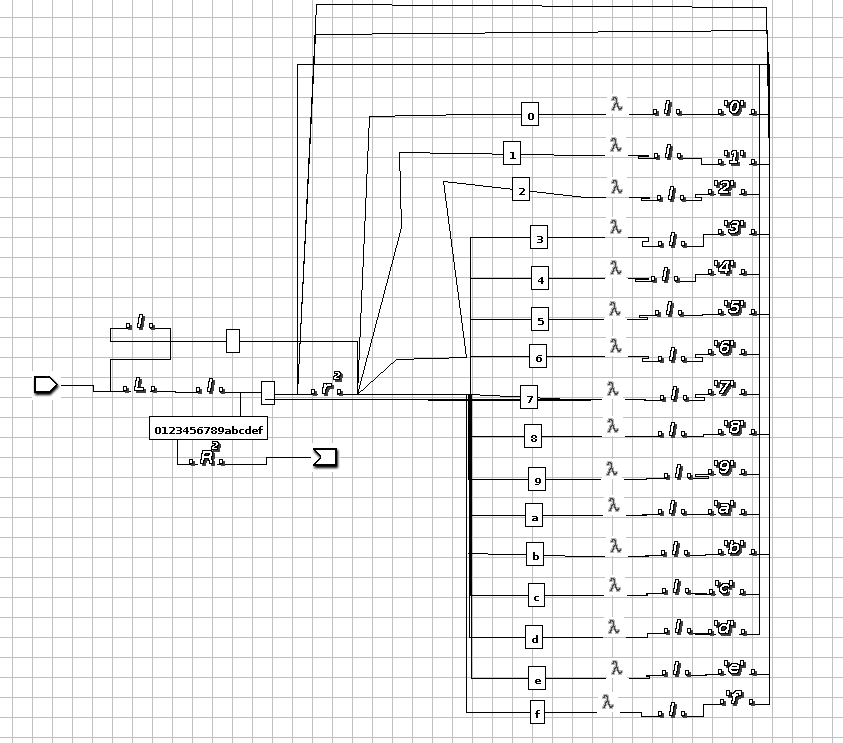 0 λ l '0'
1 λ l '1'
2 λ l '2'
3 λ l '3'
4 λ l '4'
5 λ l '5'
l 6 λ l '6'
L l r 2 7 λ l '7'
0123456789abcdef 8 λ l '8'
R 2 9 λ l '9'
a λ l 'a'
b λ l 'b'
c λ l 'c'
d λ l 'd'
e λ l 'e'
f λ l 'f'